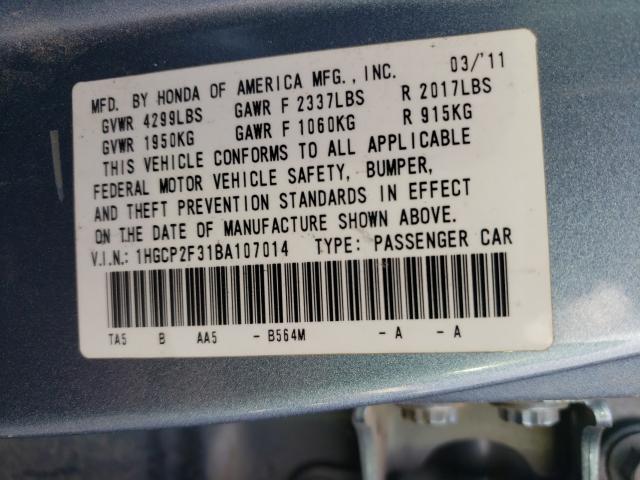 MFD. BY HONDA OF AMERICA MFG., INC. 03/'11
GVWR 4299LBS GAWR F 2337LBS R 2017LBS
GVWR 1950KG GAWR F 1060KG R 915KG
THIS VEHICLE CONFORMS TO ALL APPLICABLE
FEDERAL MOTOR VEHICLE SAFETY, BUMPER,
AND THEFT PREVENTION STANDARDS IN EFFECT
ON THE DATE OF MANUFACTURE SHOWN ABOVE.
V.I.N.: 1HGCP2F31BA107014 TYPE: PASSENGER CAR
TA5 B AA5 - B564M - A - A